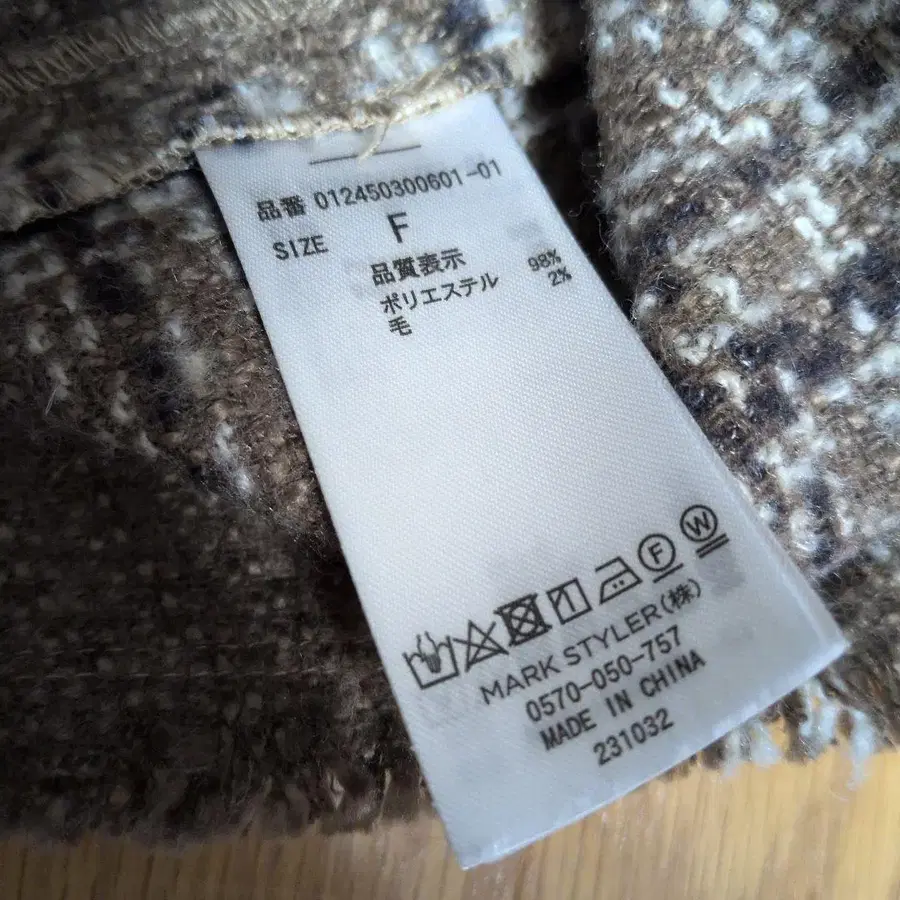 品番 012450300601-01
SIZE F
品質表示
ポリエステル 98%
毛 2%
F W
MARK STYLER(株)
0570-050-757
MADE IN CHINA
231032